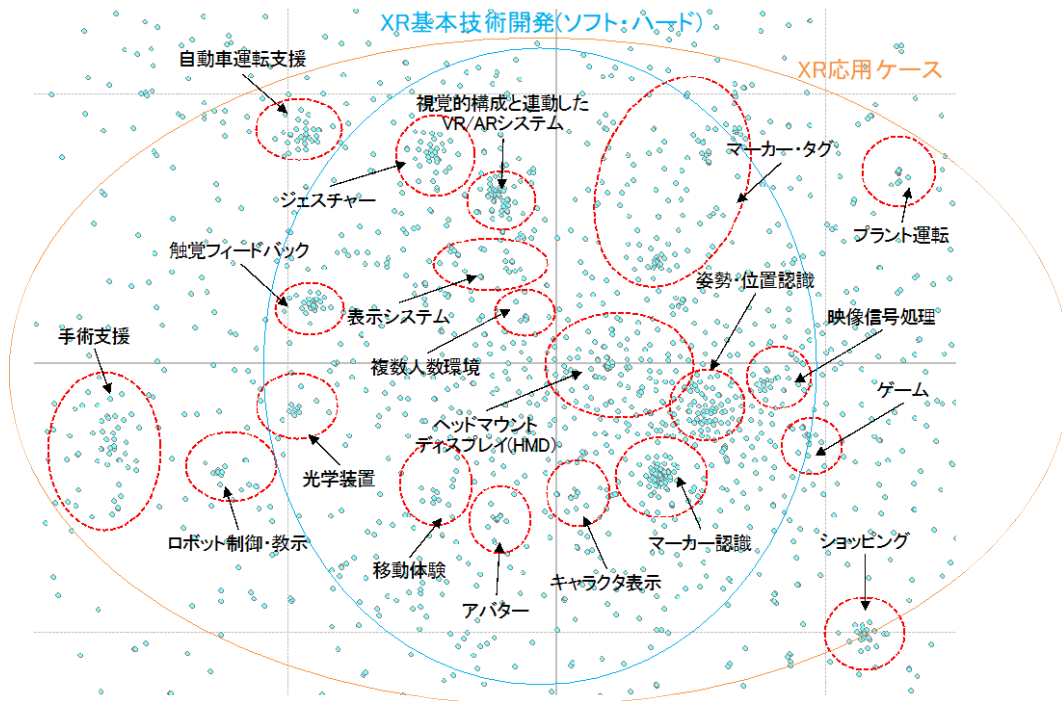 XR基本技術開発(ソフト・ハード)
XR応用ケース
自動車運転支援
視覚的構成と連動した
VR/ARシステム
マーカー・タグ
ジェスチャー
プラント運転
触覚フィードバック
姿勢・位置認識
表示システム
映像信号処理
手術支援
複数人数環境
ゲーム
ヘッドマウント
ディスプレイ(HMD)
光学装置
ロボット制御・教示
移動体験
マーカー認識
ショッピング
キャラクタ表示
アバター